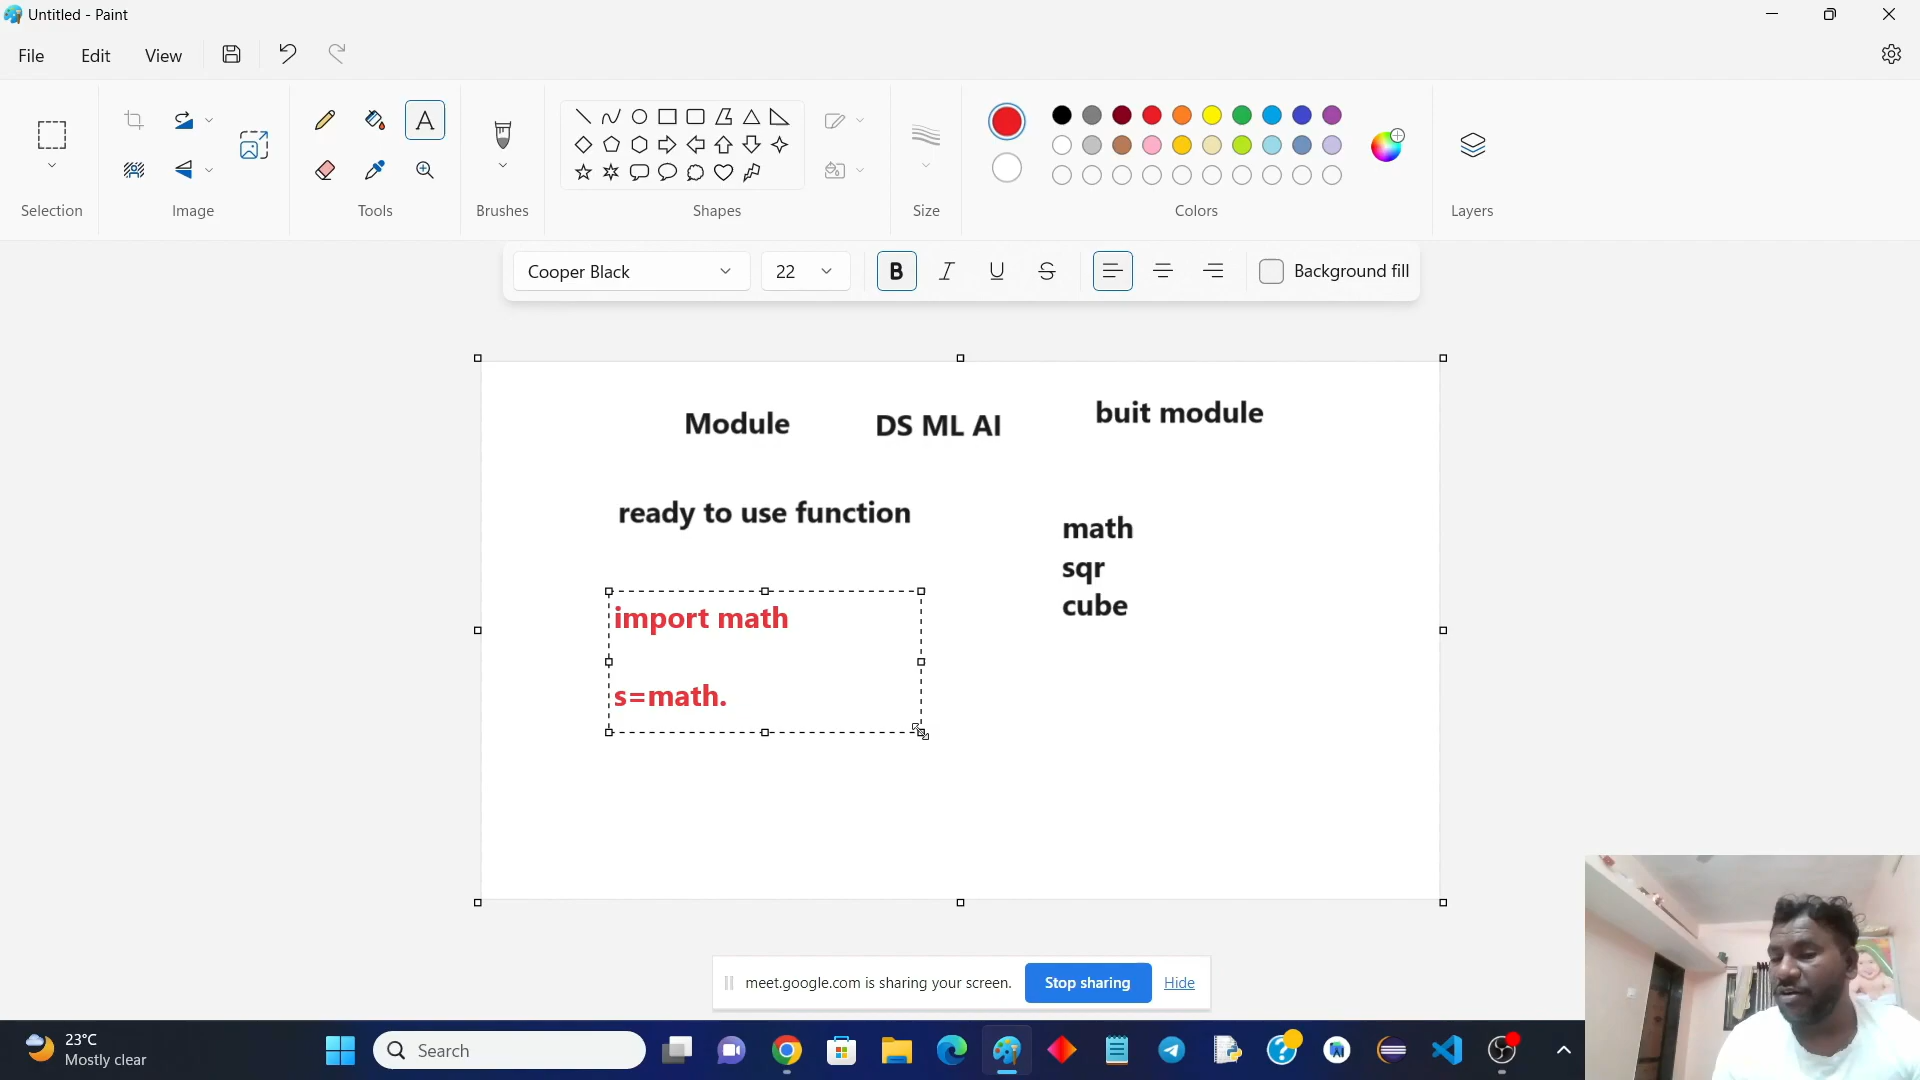 Untitled - Paint
File Edit View
Selection Image Tools Brushes Shapes Size Colors Layers
Cooper Black 22 B I U S Background fill
Module DS ML AI buit module
ready to use function
math
sqr
cube
import math
s=math.
meet.google.com is sharing your screen. Stop sharing Hide
23°C
Mostly clear
Search